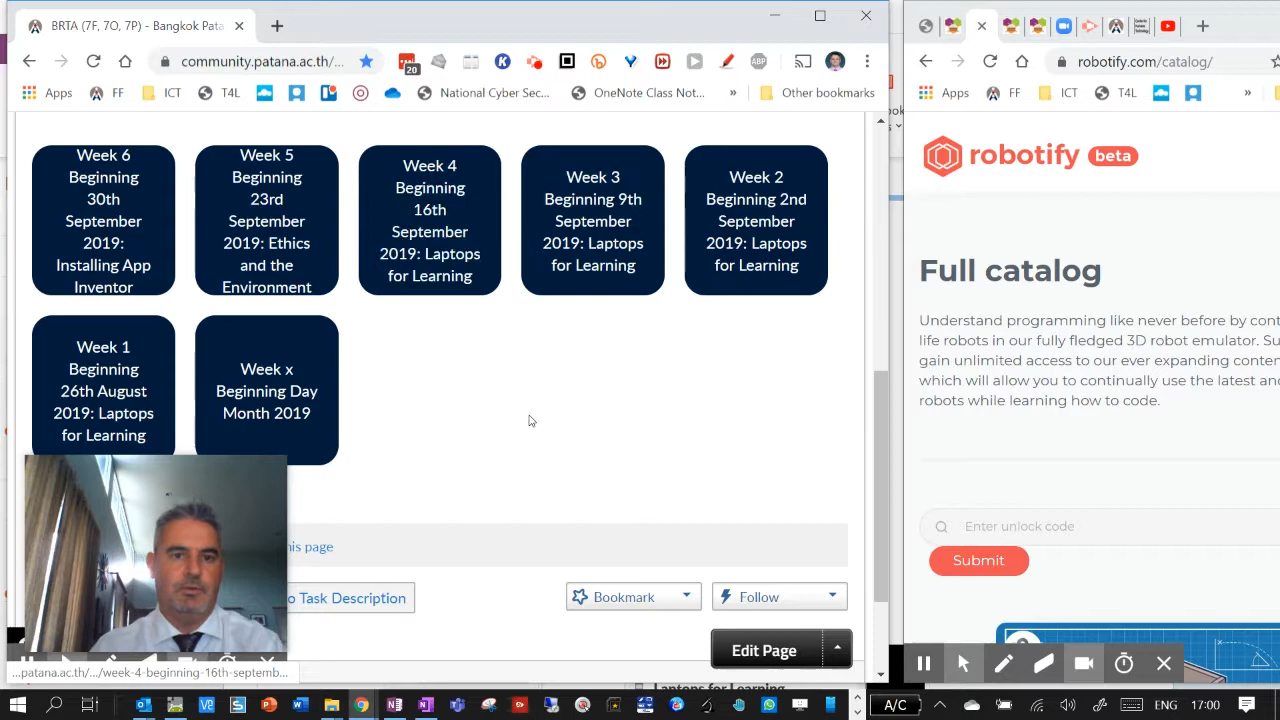 BRTA (7F, 7O, 7P) - Bangkok Pata
community.patana.ac.th/...
20
ABP
Apps
FF
ICT
T4L
National Cyber Sec...
OneNote Class Not...
»
Other bookmarks
Week 6
Beginning
30th
September
2019:
Installing App
Inventor
Week 5
Beginning
23rd
September
2019: Ethics
and the
Environment
Week 4
Beginning
16th
September
2019: Laptops
for Learning
Week 3
Beginning 9th
September
2019: Laptops
for Learning
Week 2
Beginning 2nd
September
2019: Laptops
for Learning
Week 1
Beginning
26th August
2019: Laptops
for Learning
Week x
Beginning Day
Month 2019
his page
o Task Description
Bookmark
Follow
Edit Page
...patana.ac.th/.../week-4-beginning-16th-septemb...
Laptops for Learning
robotify.com/catalog/
Apps
FF
ICT
T4L
»
robotify beta
Full catalog
Understand programming like never before by cont
life robots in our fully fledged 3D robot emulator. Su
gain unlimited access to our ever expanding conten
which will allow you to continually use the latest and
robots while learning how to code.
Enter unlock code
Submit
A/C
ENG
17:00